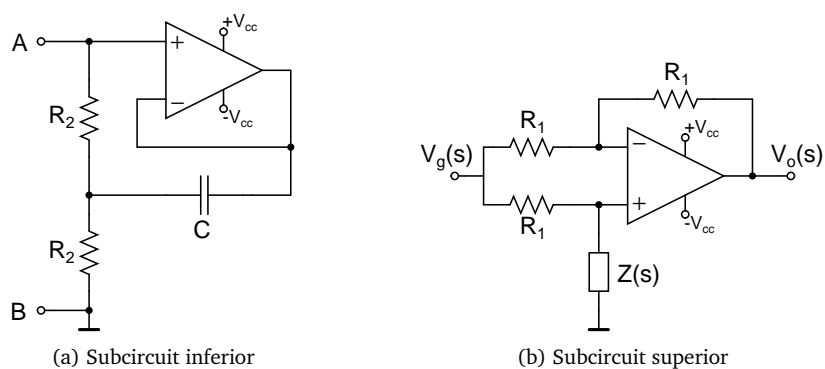 A
+
+Vcc
R2
−
-Vcc
R2
C
B
(a) Subcircuit inferior
R1
R1
Vg(s)
−
+Vcc
Vo(s)
R1
+
-Vcc
Z(s)
(b) Subcircuit superior